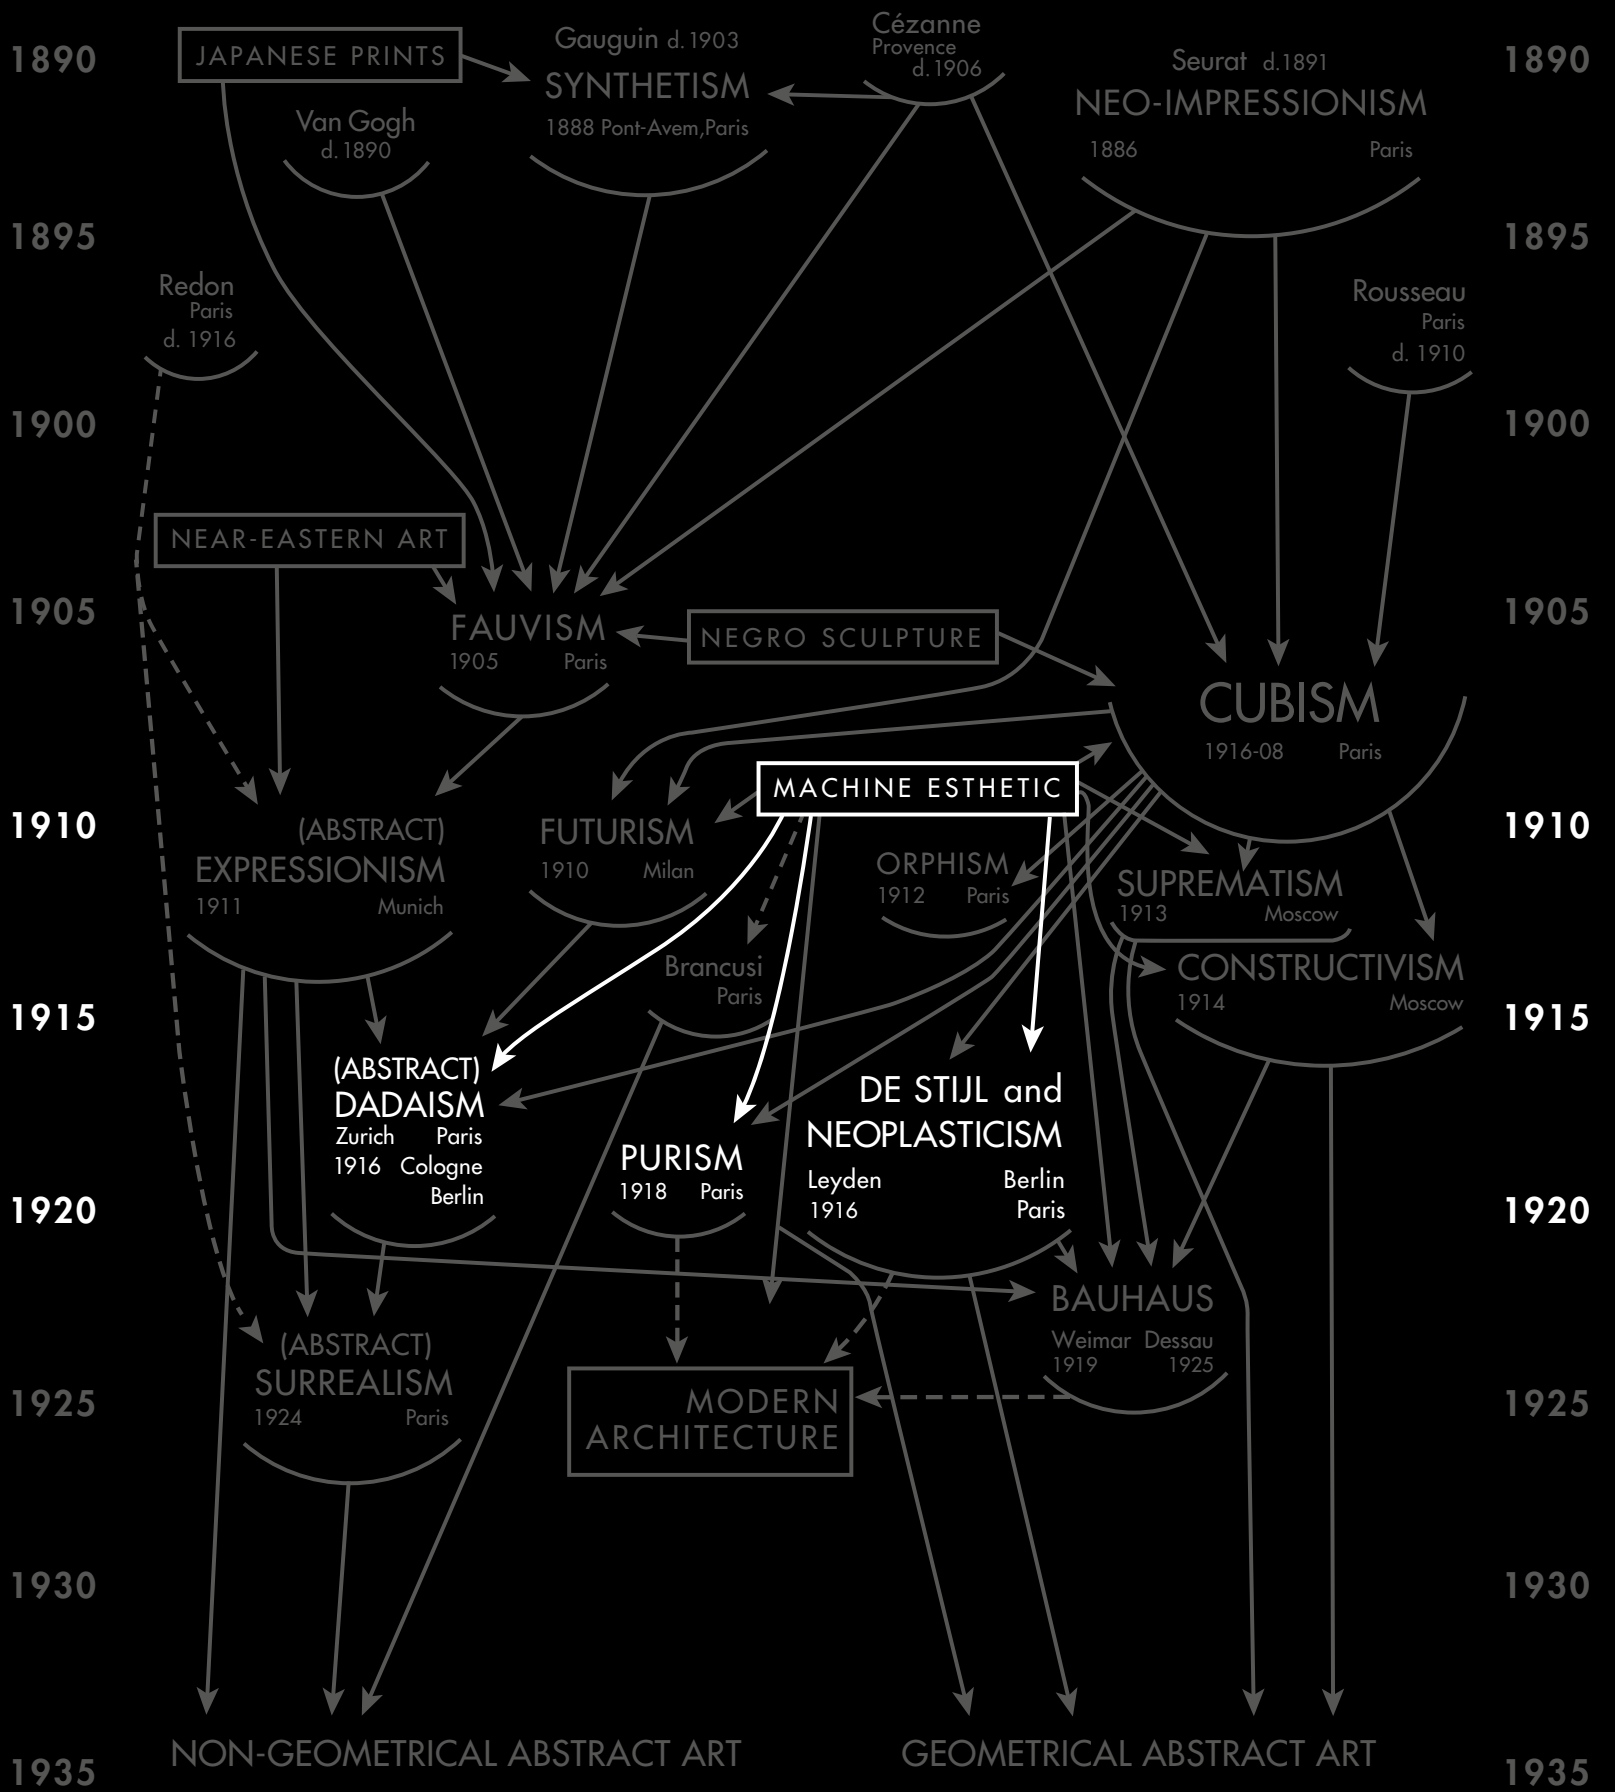 1890
JAPANESE PRINTS
Gauguin d.1903
SYNTHETISM
1888 Pont-Avem,Paris
Cézanne
Provence
d.1906
Seurat d.1891
NEO-IMPRESSIONISM
1886 Paris
1890
Van Gogh
d.1890
1895
1895
Redon
Paris
d. 1916
Rousseau
Paris
d. 1910
1900
1900
NEAR-EASTERN ART
1905
FAUVISM
1905 Paris
NEGRO SCULPTURE
1905
CUBISM
1916-08 Paris
MACHINE ESTHETIC
1910
(ABSTRACT)
EXPRESSIONISM
1911 Munich
FUTURISM
1910 Milan
ORPHISM
1912 Paris
SUPREMATISM
1913 Moscow
1910
Brancusi
Paris
CONSTRUCTIVISM
1914 Moscow
1915
1915
(ABSTRACT)
DADAISM
Zurich Paris
1916 Cologne
Berlin
PURISM
1918 Paris
DE STIJL and
NEOPLASTICISM
Leyden Berlin
1916 Paris
1920
1920
BAUHAUS
Weimar Dessau
1919 1925
(ABSTRACT)
SURREALISM
1924 Paris
MODERN
ARCHITECTURE
1925
1925
1930
1930
NON-GEOMETRICAL ABSTRACT ART
GEOMETRICAL ABSTRACT ART
1935
1935